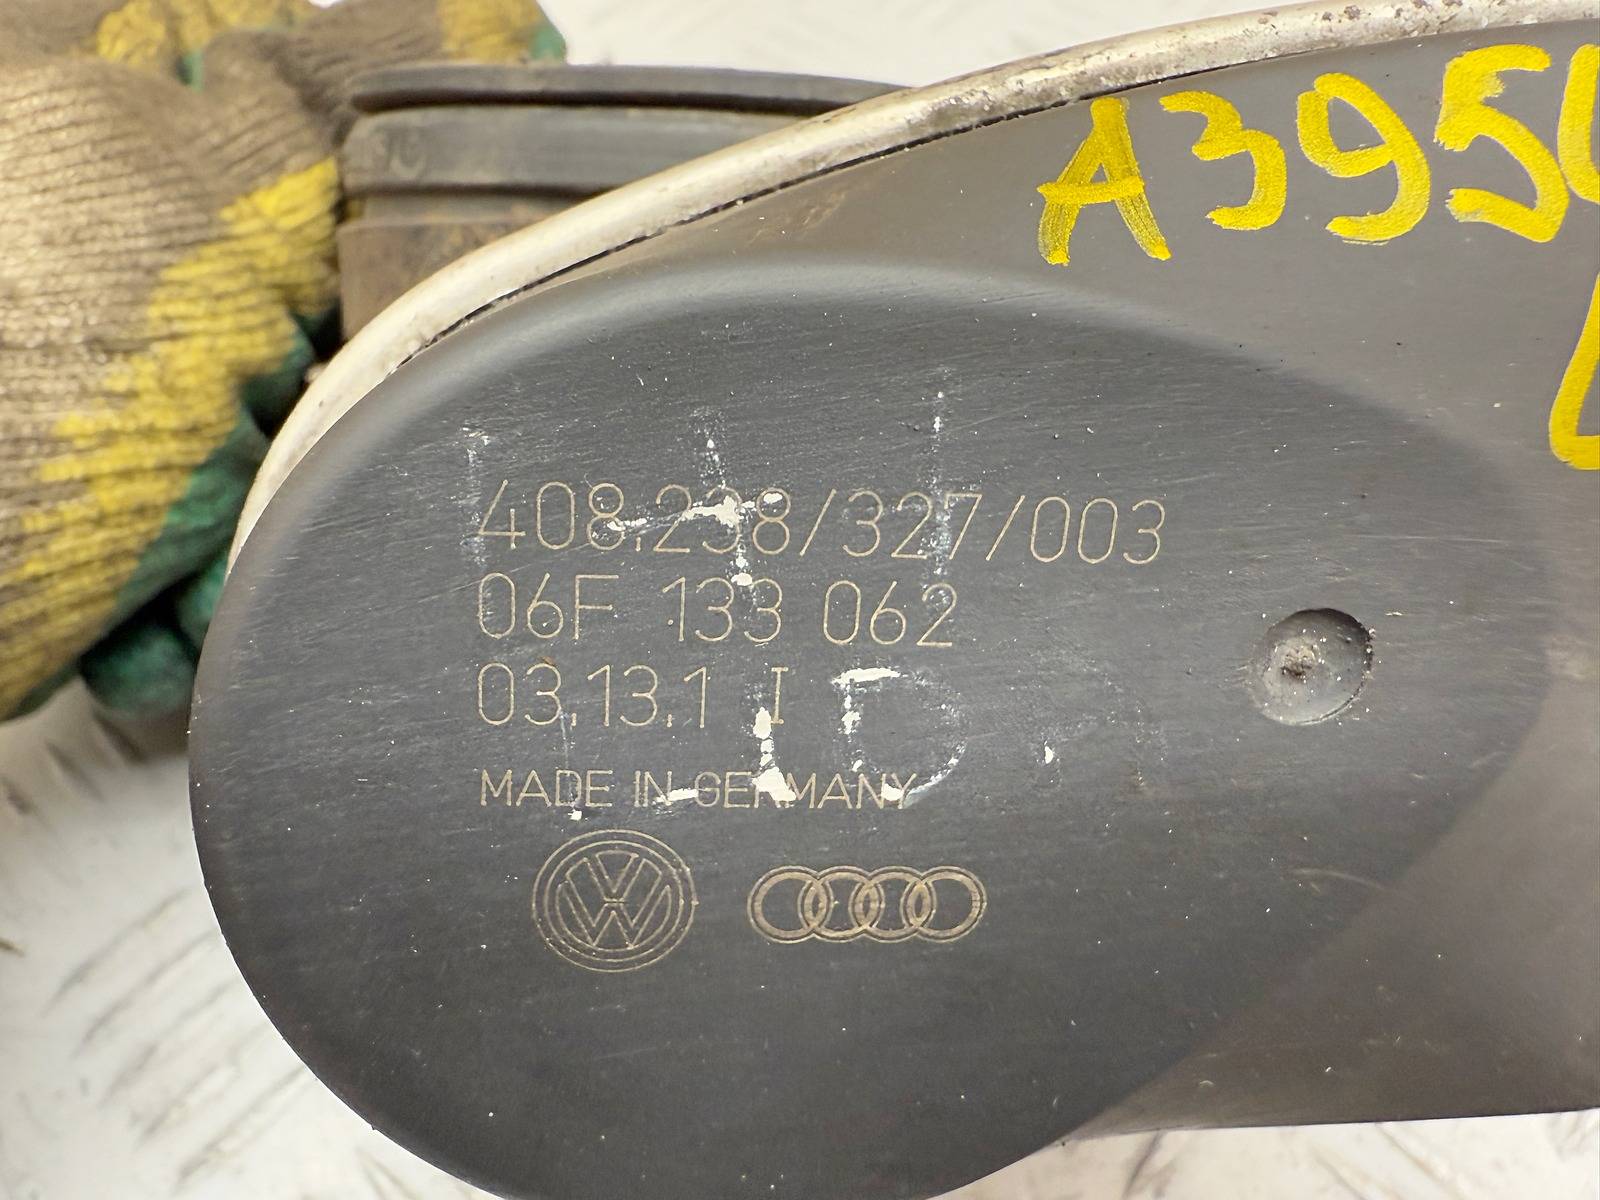 A395
408.238/327/003
06F 133 062
03.13.1 I
MADE IN GERMANY